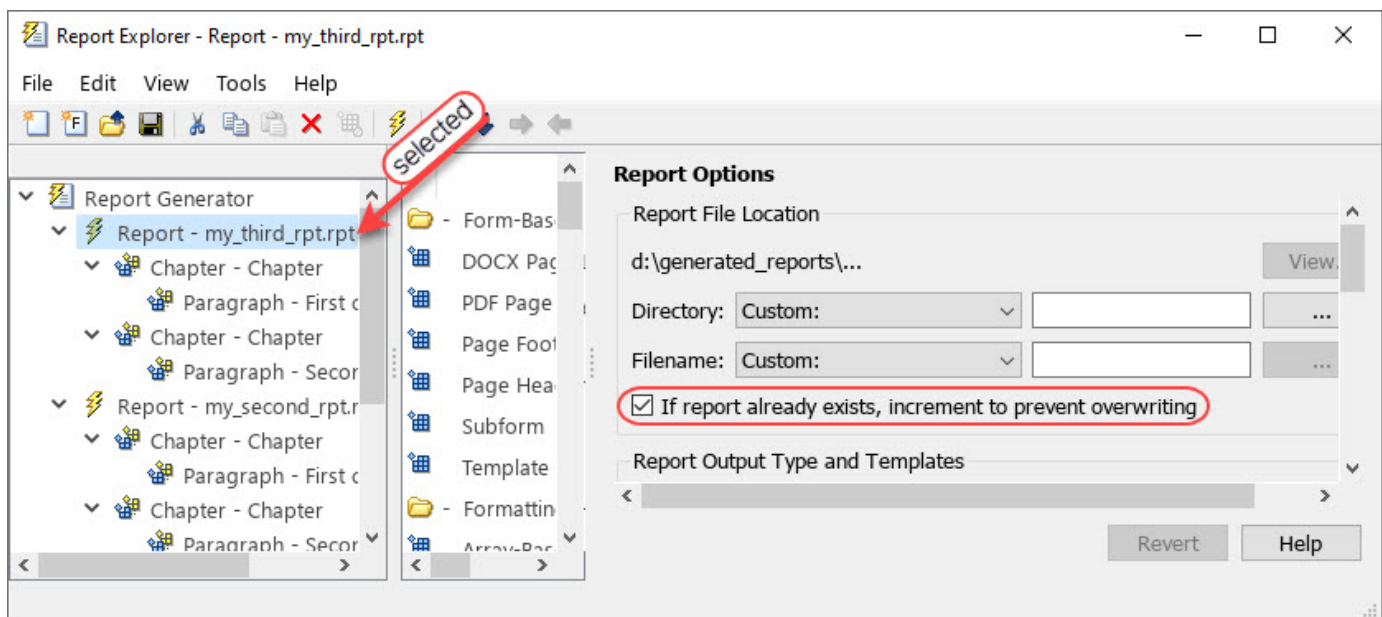 Report Explorer - Report - my_third_rpt.rpt
File Edit View Tools Help
selected
Report Generator
Report - my_third_rpt.rpt
Chapter - Chapter
Paragraph - First
Chapter - Chapter
Paragraph - Secor
Report - my_second_rpt.r
Chapter - Chapter
Paragraph - First
Chapter - Chapter
Paragraph - Secor
- Form-Bas
DOCX Pag
PDF Page
Page Foot
Page Hea
Subform
Template
- Formattin
Array-Bas
Report Options
Report File Location
d:\generated_reports\...
View.
Directory: Custom: ...
Filename: Custom: ...
If report already exists, increment to prevent overwriting
Report Output Type and Templates
Revert Help